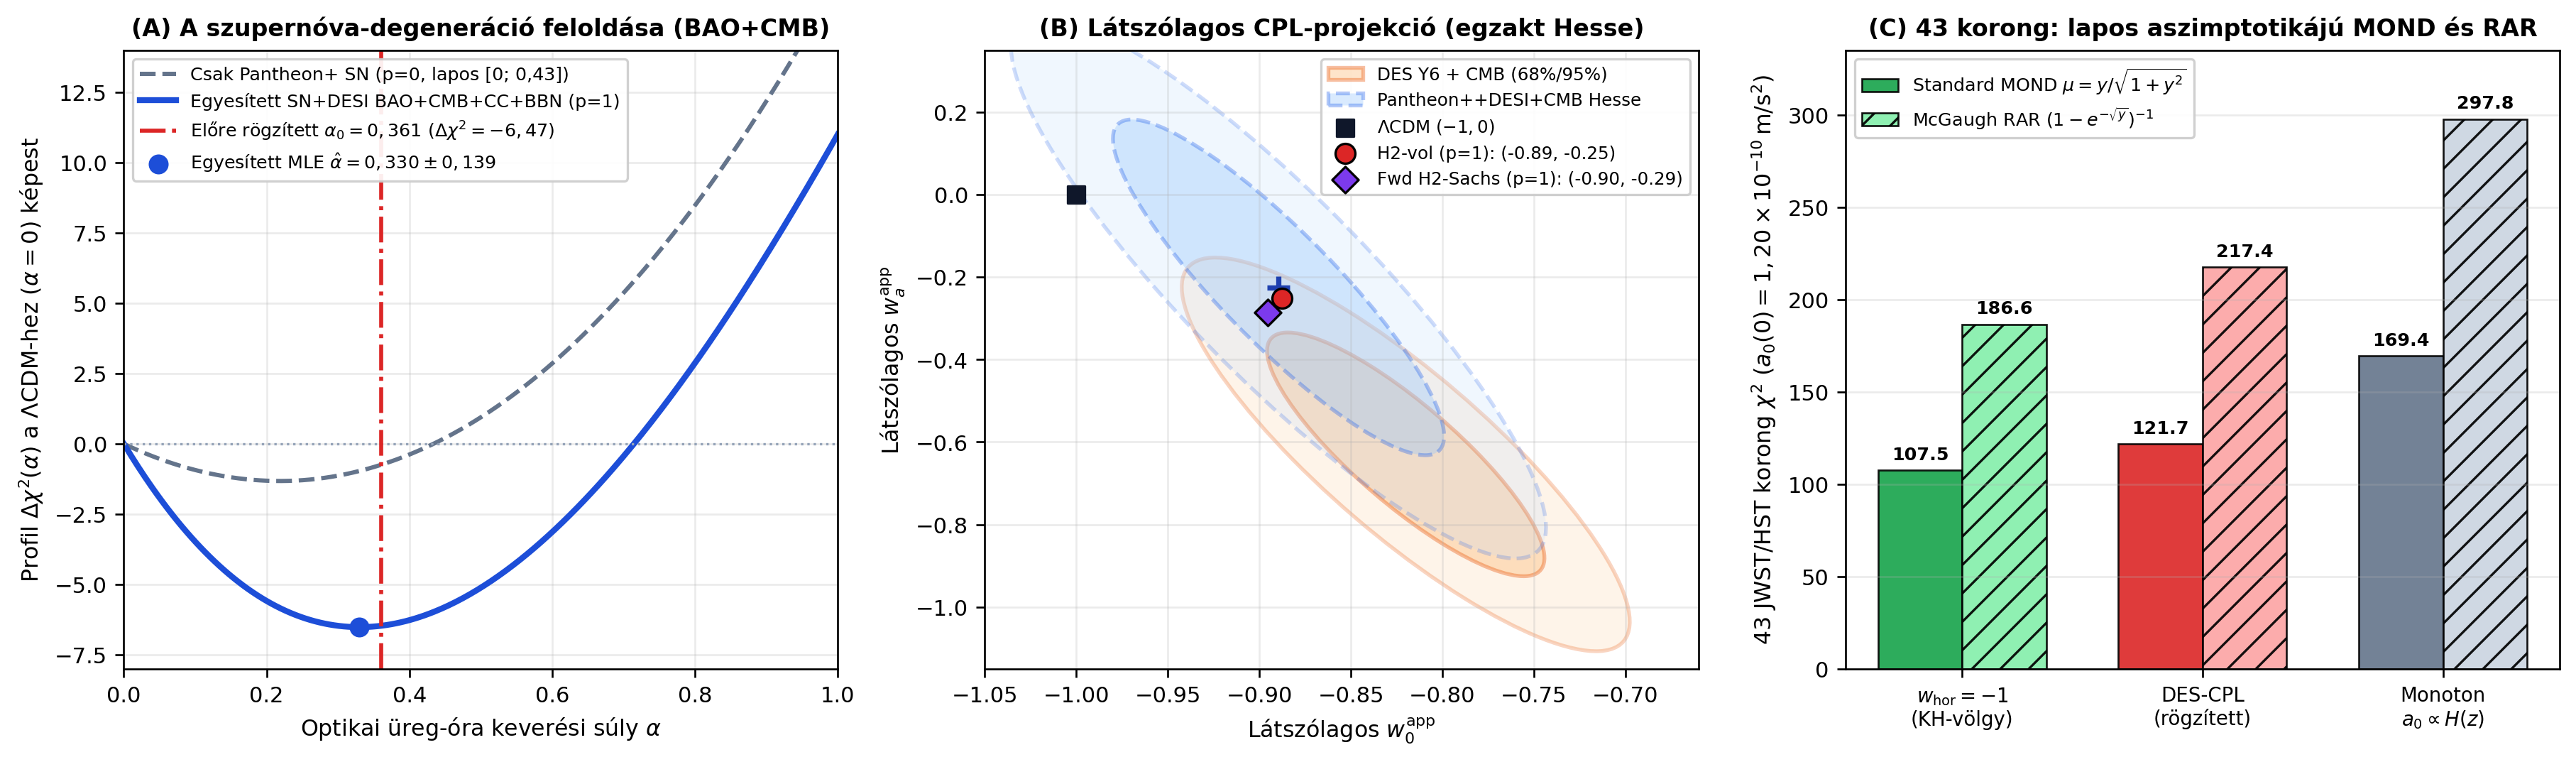 (A) A szupernóva-degeneráció feloldása (BAO+CMB)
Profil Δχ²(α) a ΛCDM-hez (α = 0) képest
12.5
10.0
7.5
5.0
2.5
0.0
−2.5
−5.0
−7.5
Csak Pantheon+ SN (p=0, lapos [0; 0,43])
Egyesített SN+DESI BAO+CMB+CC+BBN (p=1)
Előre rögzített α₀ = 0,361 (Δχ² = −6,47)
Egyesített MLE α̂ = 0,330 ± 0,139
0.0 0.2 0.4 0.6 0.8 1.0
Optikai üreg-óra keverési súly α
(B) Látszólagos CPL-projekció (egzakt Hesse)
Látszólagos wₐ^app
0.2
0.0
−0.2
−0.4
−0.6
−0.8
−1.0
DES Y6 + CMB (68%/95%)
Pantheon++DESI+CMB Hesse
ΛCDM (−1, 0)
H2-vol (p=1): (-0.89, -0.25)
Fwd H2-Sachs (p=1): (-0.90, -0.29)
−1.05 −1.00 −0.95 −0.90 −0.85 −0.80 −0.75 −0.70
Látszólagos w₀^app
(C) 43 korong: lapos aszimptotikájú MOND és RAR
43 JWST/HST korong χ² (a₀(0) = 1, 20 × 10⁻¹⁰ m/s²)
300
250
200
150
100
50
0
Standard MOND μ = y/√(1 + y²)
McGaugh RAR (1 − e^(−√y))⁻¹
107.5
186.6
121.7
217.4
169.4
297.8
w_hor = −1
(KH-völgy)
DES-CPL
(rögzített)
Monoton
a₀ ∝ H(z)